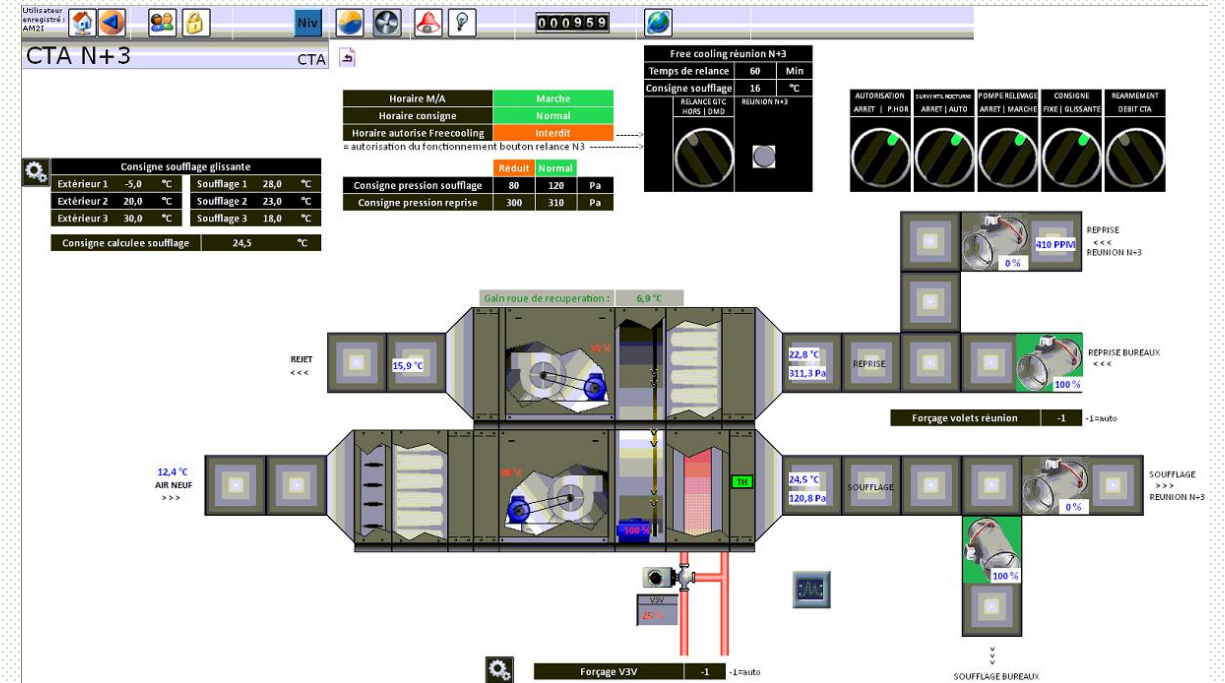 Utilisateur
enregistré :
AM2I
Niv
000959
CTA N+3
CTA
Free cooling réunion N+3
Temps de relance 60 Min
Consigne soufflage 16 °C
RELANCE GTC
HORS | DMD
REUNION N+3
Horaire M/A Marche
Horaire consigne Normal
Horaire autorise Freecooling Interdit ------>
= autorisation du fonctionnement bouton relance N3 ------------>
AUTORISATION
ARRET | P.HOR
SURVENTIL NOCTURNE
ARRET | AUTO
POMPE RELEVAGE
ARRET | MARCHE
CONSIGNE
FIXE | GLISSANTE
REARMEMENT
DEBIT CTA
Consigne soufflage glissante
Extérieur 1 -5,0 °C Soufflage 1 28,0 °C
Extérieur 2 20,0 °C Soufflage 2 23,0 °C
Extérieur 3 30,0 °C Soufflage 3 18,0 °C
Consigne calculee soufflage 24,5 °C
Réduit Normal
Consigne pression soufflage 80 120 Pa
Consigne pression reprise 300 310 Pa
410 PPM
0 %
REPRISE
<<<
REUNION N+3
Gain roue de recuperation : 6,9 °C
REJET
<<<
15,9 °C
22,8 °C
311,3 Pa
REPRISE
100 %
REPRISE BUREAUX
<<<
Forçage volets réunion -1 -1=auto
12,4 °C
AIR NEUF
>>>
100 %
TH
24,5 °C
120,8 Pa
SOUFFLAGE
0 %
SOUFFLAGE
>>>
REUNION N+3
100 %
V3V
25 %
Forçage V3V -1 -1=auto
>>>
SOUFFLAGE BUREAUX